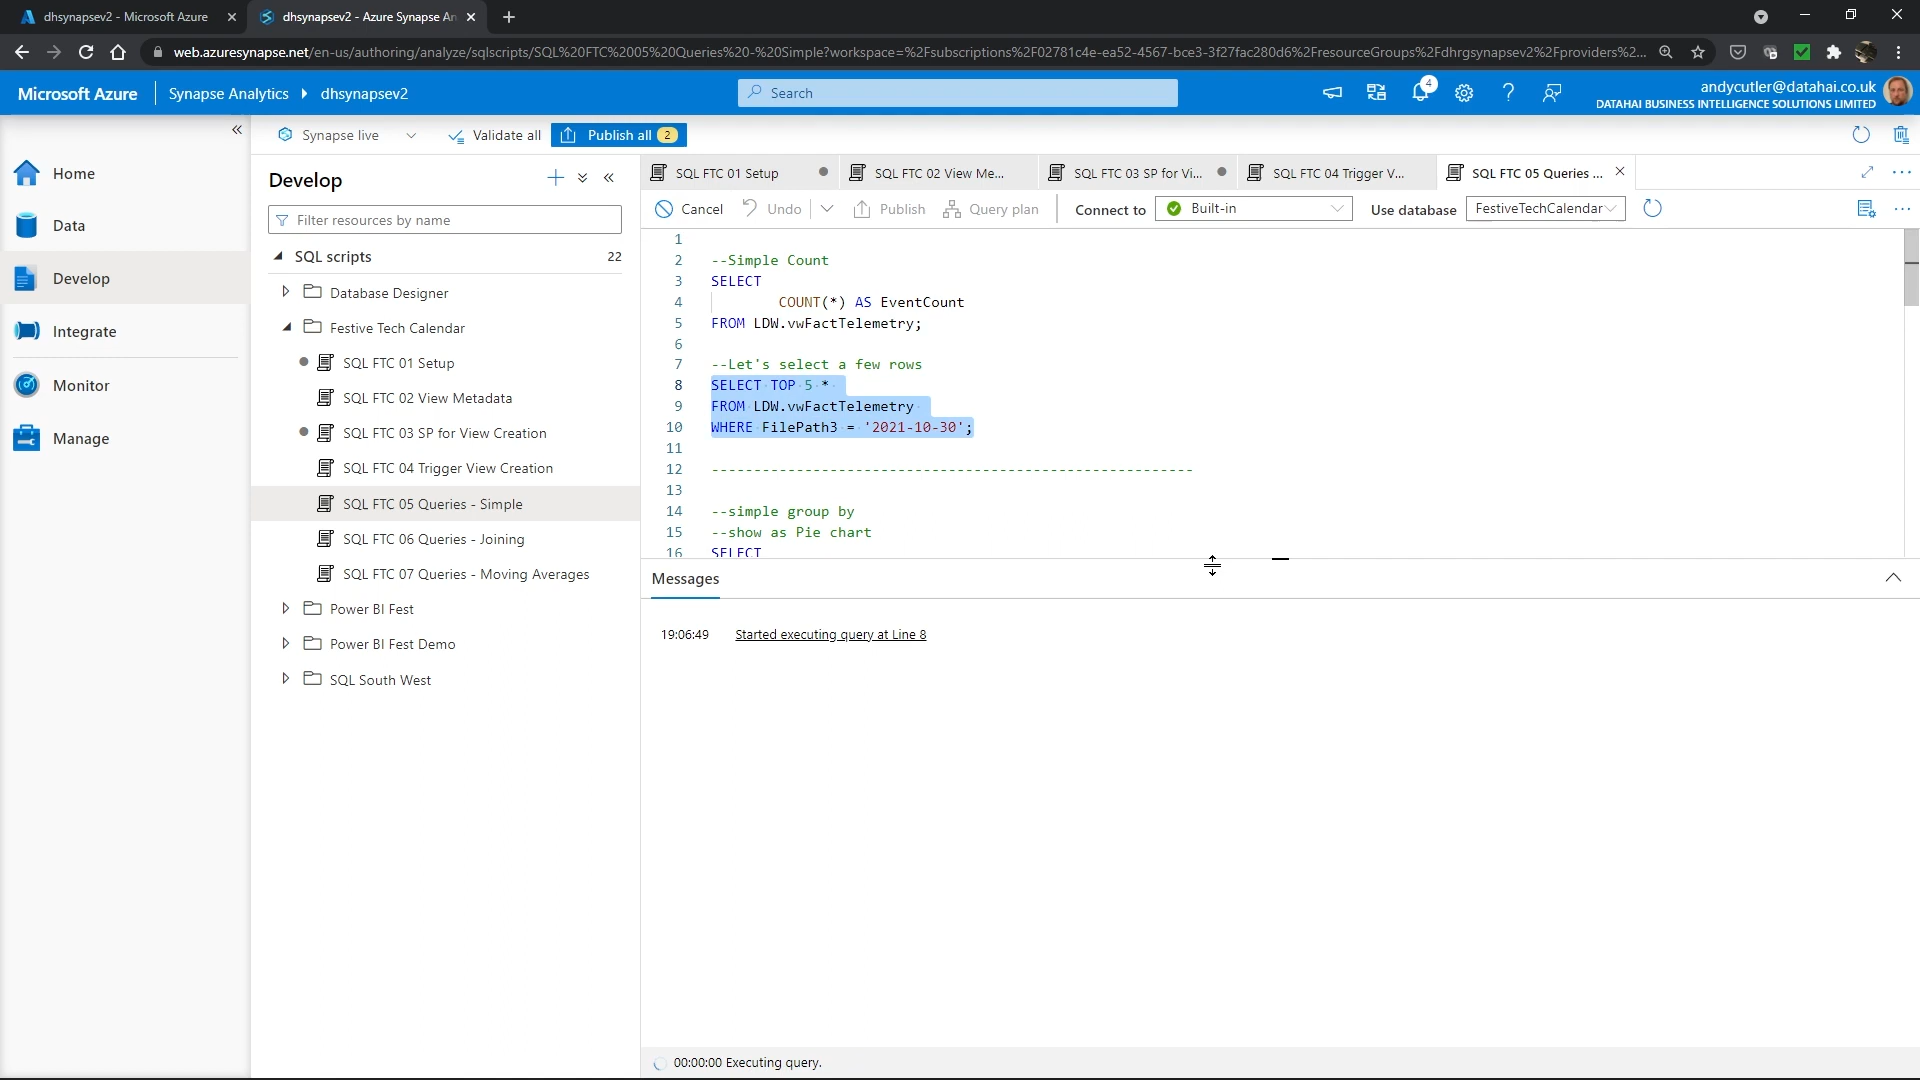 dhsynapsev2 - Microsoft Azure
dhsynapsev2 - Azure Synapse An
web.azuresynapse.net/en-us/authoring/analyze/sqlscripts/SQL%20FTC%2005%20Queries%20-%20Simple?workspace=%2Fsubscriptions%2F02781c4e-ea52-4567-bce3-3f27fac280d6%2FresourceGroups%2Fdhrgsynapsev2%2Fproviders%2...
Microsoft Azure
Synapse Analytics
dhsynapsev2
Search
4
andycutler@datahai.co.uk
DATAHAI BUSINESS INTELLIGENCE SOLUTIONS LIMITED
Synapse live
Validate all
Publish all 2
Home
Data
Develop
Integrate
Monitor
Manage
Develop
Filter resources by name
SQL scripts 22
Database Designer
Festive Tech Calendar
SQL FTC 01 Setup
SQL FTC 02 View Metadata
SQL FTC 03 SP for View Creation
SQL FTC 04 Trigger View Creation
SQL FTC 05 Queries - Simple
SQL FTC 06 Queries - Joining
SQL FTC 07 Queries - Moving Averages
Power BI Fest
Power BI Fest Demo
SQL South West
SQL FTC 01 Setup
SQL FTC 02 View Me...
SQL FTC 03 SP for Vi...
SQL FTC 04 Trigger V...
SQL FTC 05 Queries ...
Cancel
Undo
Publish
Query plan
Connect to
Built-in
Use database
FestiveTechCalendar
1
2 --Simple Count
3 SELECT
4 COUNT(*) AS EventCount
5 FROM LDW.vwFactTelemetry;
6
7 --Let's select a few rows
8 SELECT TOP 5 *
9 FROM LDW.vwFactTelemetry
10 WHERE FilePath3 = '2021-10-30';
11
12 ---------------------------------------------------------
13
14 --simple group by
15 --show as Pie chart
16 SELECT
Messages
19:06:49 Started executing query at Line 8
00:00:00 Executing query.